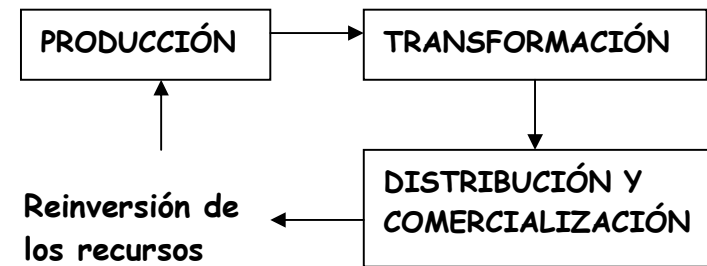 PRODUCCIÓN
TRANSFORMACIÓN
DISTRIBUCIÓN Y
COMERCIALIZACIÓN
Reinversión de
los recursos